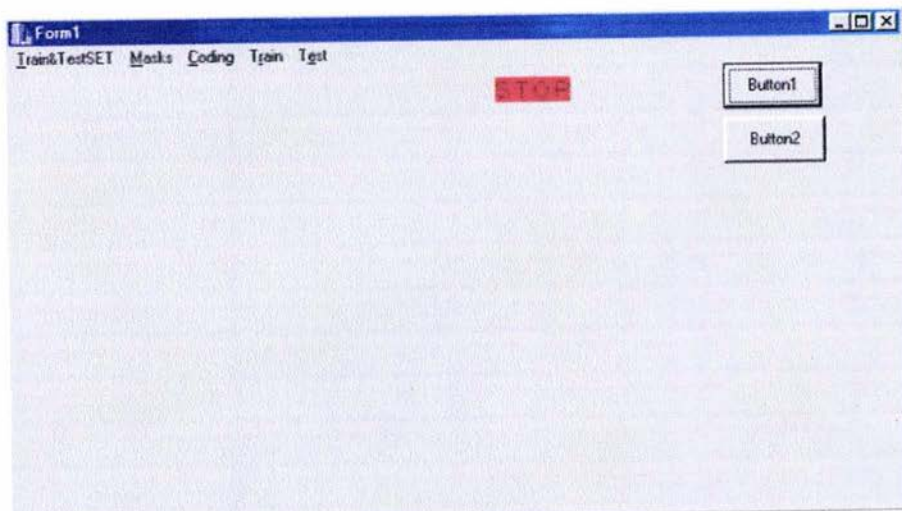 Form1
Train&TestSET Masks Coding Train Test
STOP
Button1
Button2